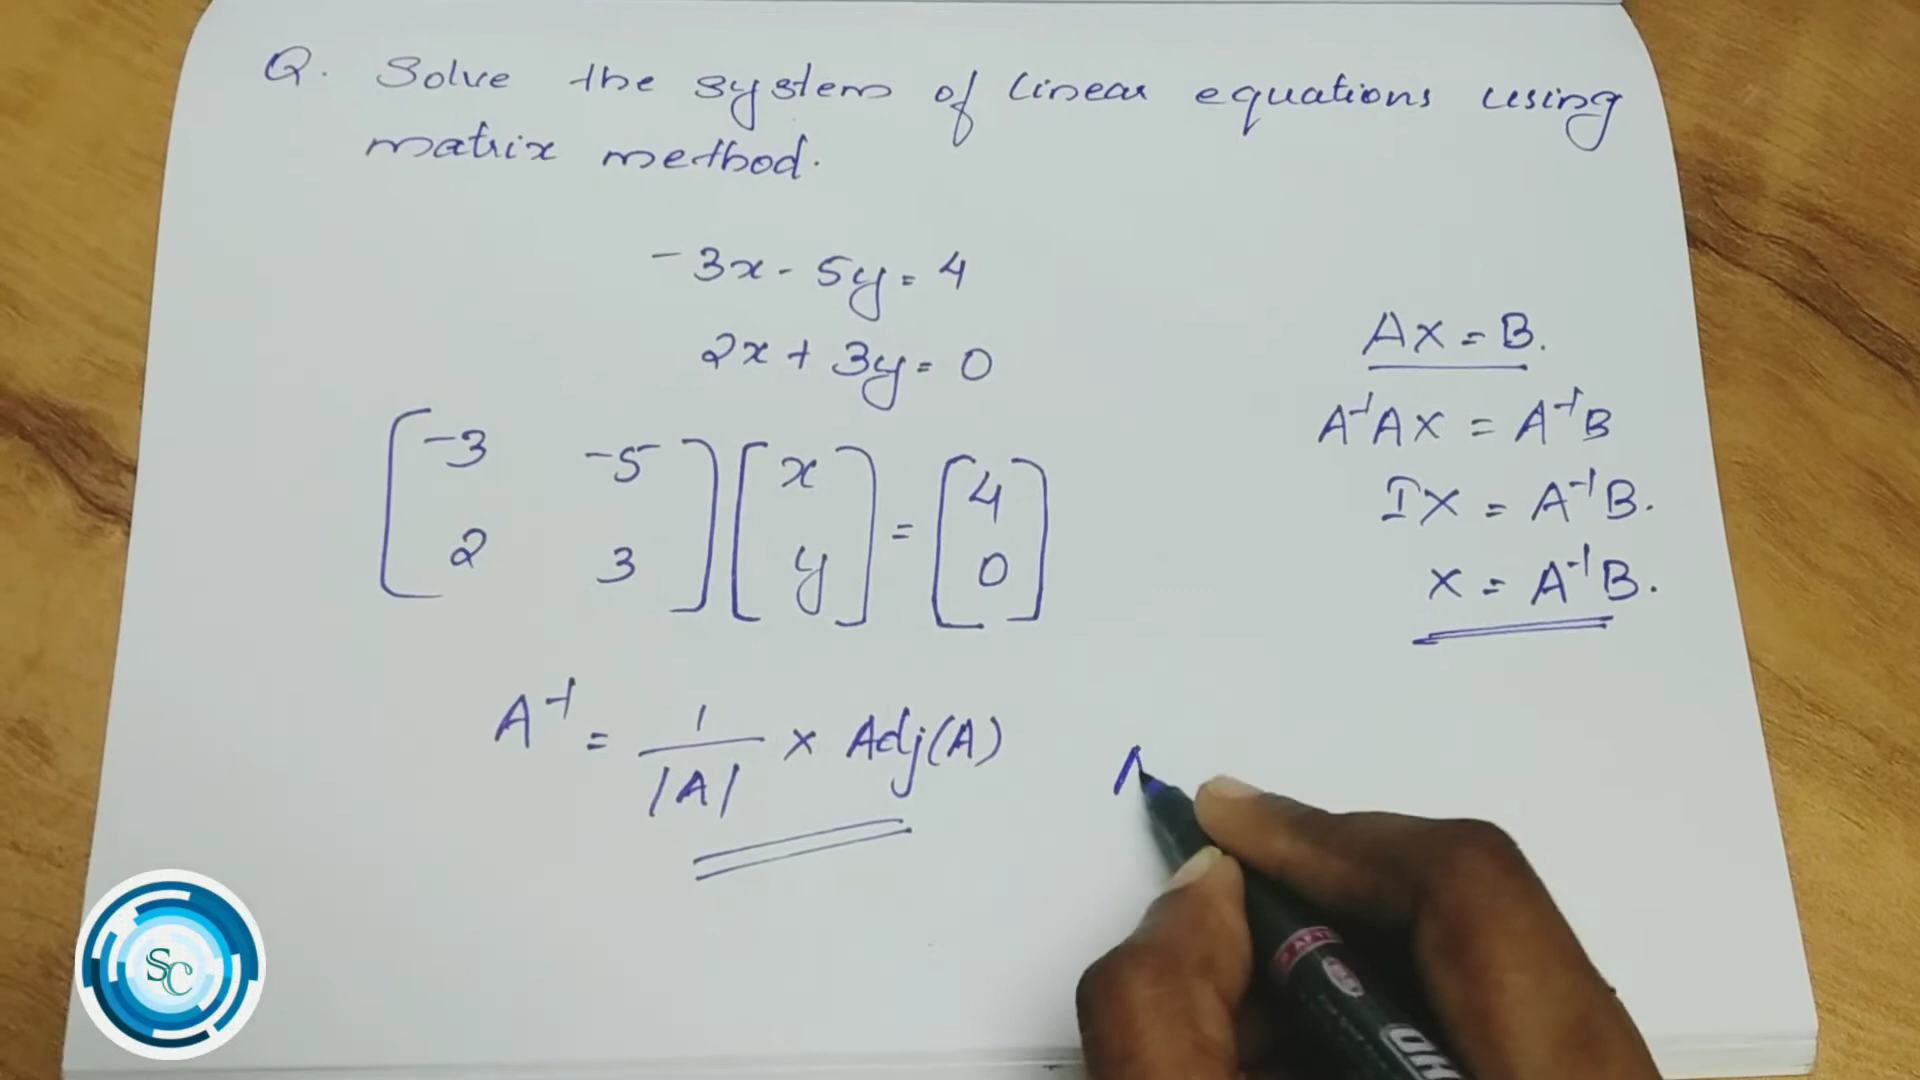 Q. Solve the system of linear equations using
matrix method.
-3x - 5y = 4
2x + 3y = 0
[-3 -5] [x] = [4]
[2 3] [y] [0]
AX = B.
A⁻¹AX = A⁻¹B
IX = A⁻¹B.
X = A⁻¹B.
A⁻¹ = 1/|A| × Adj(A)
SC